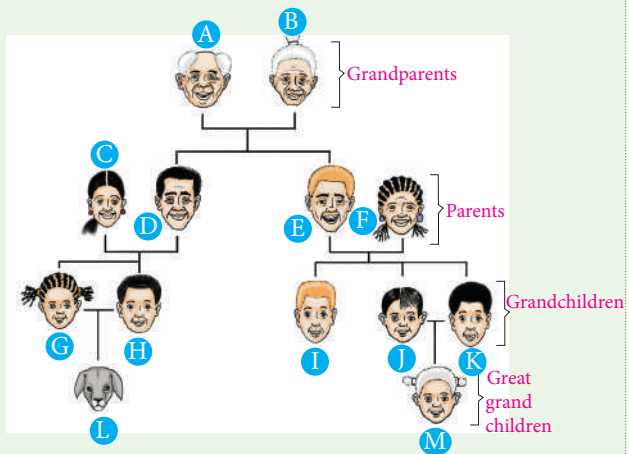 A
B
Grandparents
C
D
E
F
Parents
G
H
I
J
K
Grandchildren
L
M
Great
grand
children